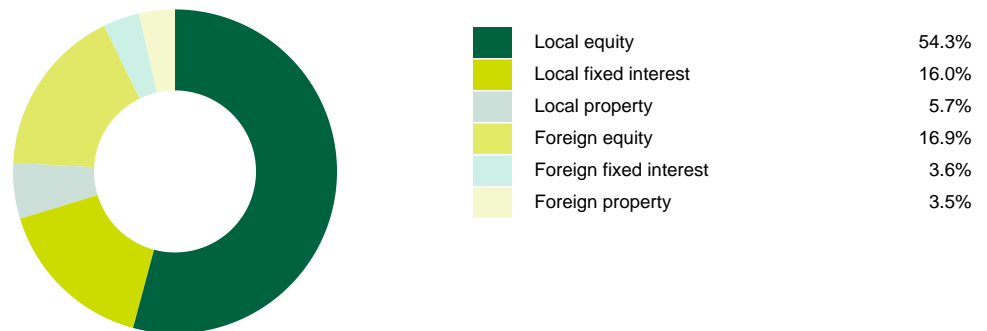 Local equity 54.3%
Local fixed interest 16.0%
Local property 5.7%
Foreign equity 16.9%
Foreign fixed interest 3.6%
Foreign property 3.5%